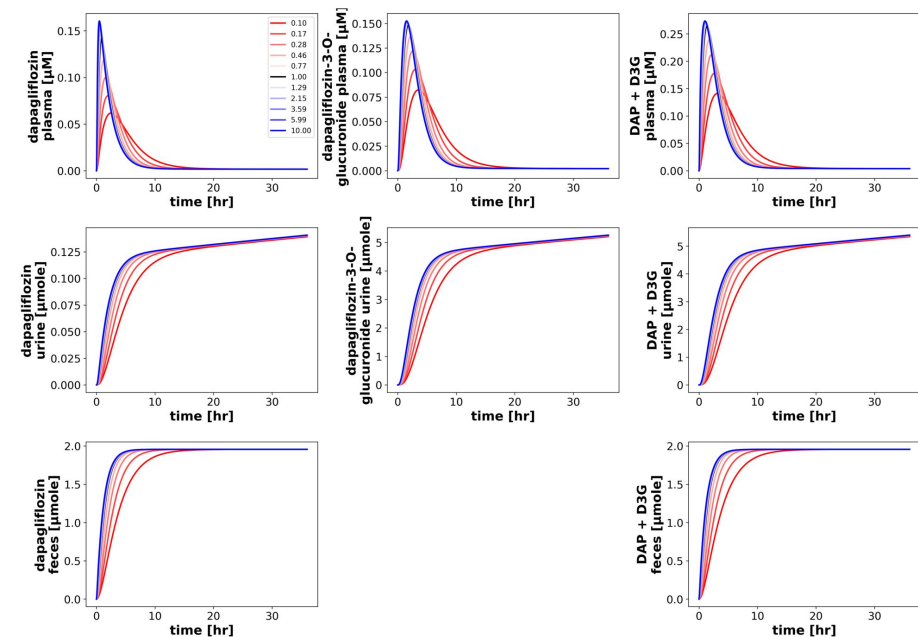 dapagliflozin
plasma [µM]
0.15
0.10
0.05
0.00
0.10
0.17
0.28
0.46
0.77
1.00
1.29
2.15
3.59
5.99
10.00
0 10 20 30
time [hr]
dapagliflozin-3-O-
glucuronide plasma [µM]
0.150
0.125
0.100
0.075
0.050
0.025
0.000
0 10 20 30
time [hr]
DAP + D3G
plasma [µM]
0.25
0.20
0.15
0.10
0.05
0.00
0 10 20 30
time [hr]
dapagliflozin
urine [µmole]
0.125
0.100
0.075
0.050
0.025
0.000
0 10 20 30
time [hr]
dapagliflozin-3-O-
glucuronide urine [µmole]
5
4
3
2
1
0
0 10 20 30
time [hr]
DAP + D3G
urine [µmole]
5
4
3
2
1
0
0 10 20 30
time [hr]
dapagliflozin
feces [µmole]
2.0
1.5
1.0
0.5
0.0
0 10 20 30
time [hr]
DAP + D3G
feces [µmole]
2.0
1.5
1.0
0.5
0.0
0 10 20 30
time [hr]